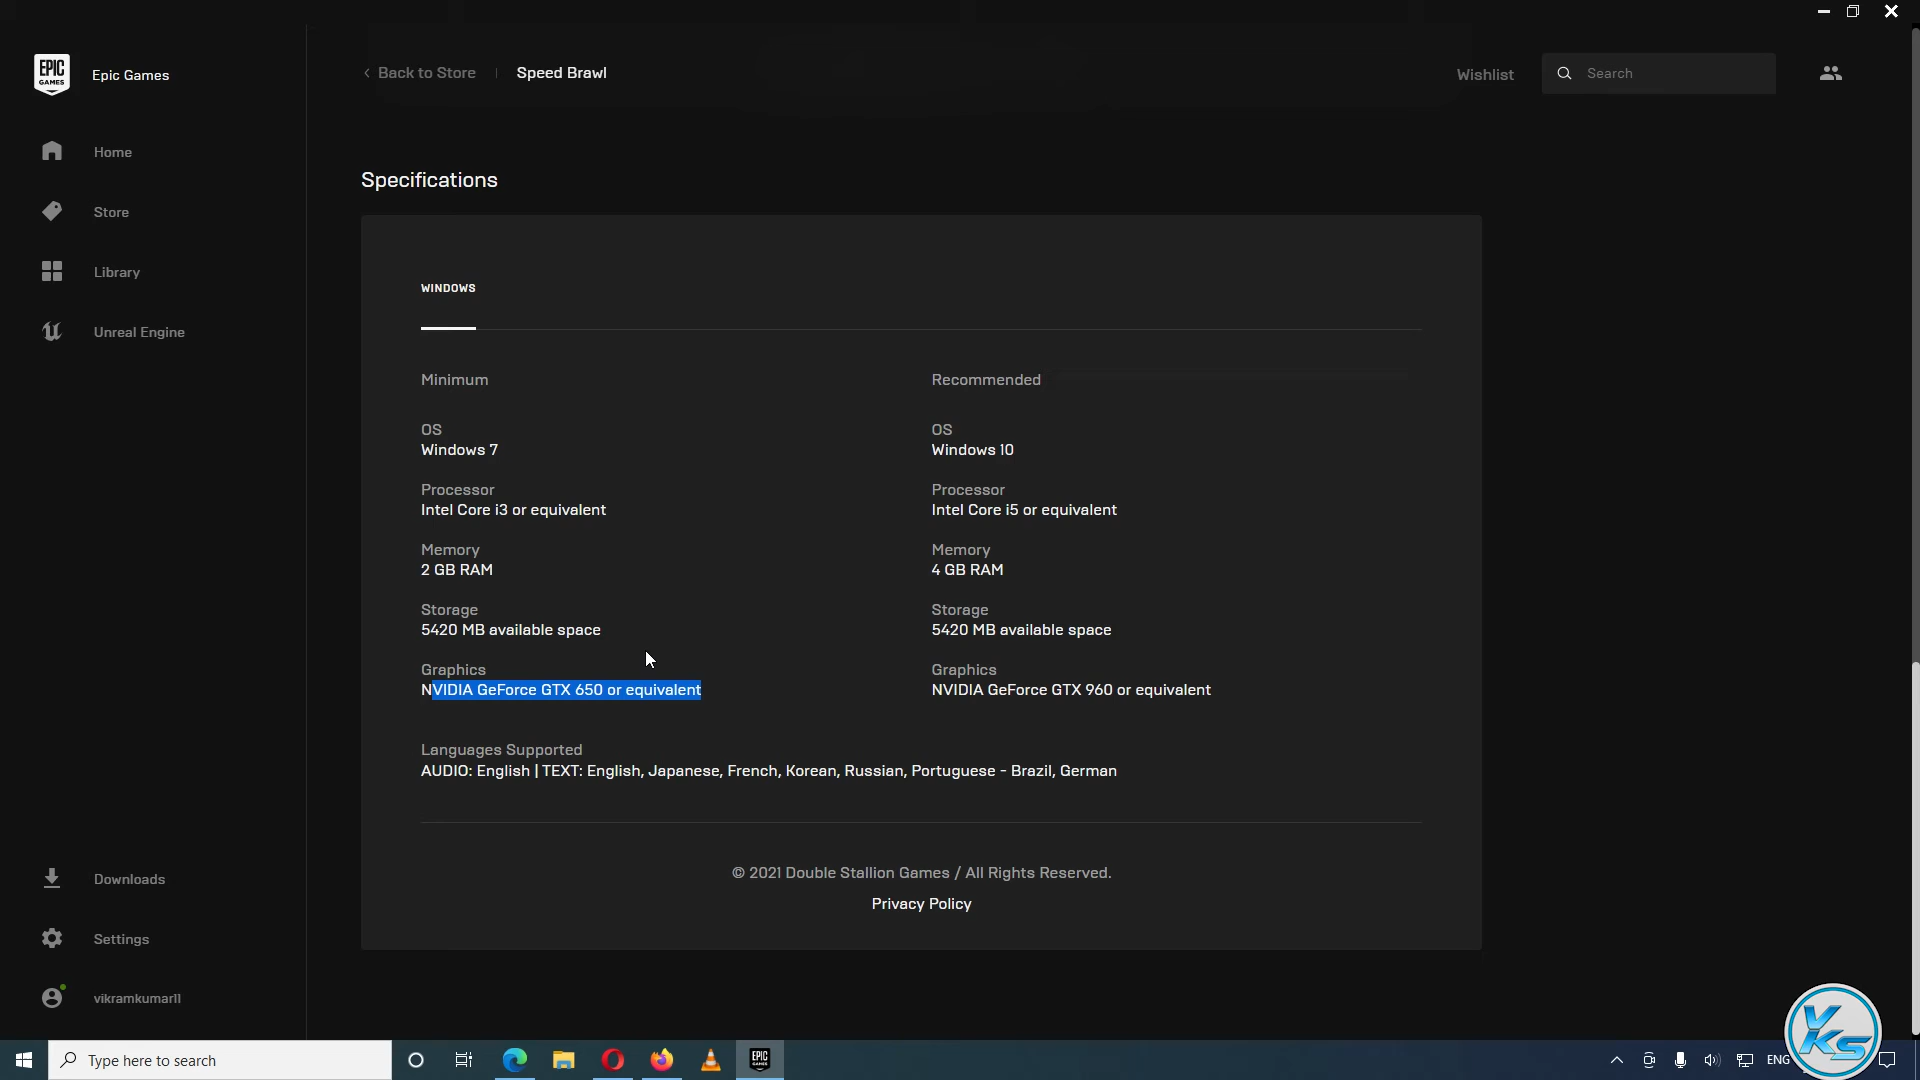 EPIC GAMES
Epic Games
Back to Store
Speed Brawl
Wishlist
Search
Home
Store
Library
Unreal Engine
Specifications
WINDOWS
Minimum
Recommended
OS
Windows 7
OS
Windows 10
Processor
Intel Core i3 or equivalent
Processor
Intel Core i5 or equivalent
Memory
2 GB RAM
Memory
4 GB RAM
Storage
5420 MB available space
Storage
5420 MB available space
Graphics
NVIDIA GeForce GTX 650 or equivalent
Graphics
NVIDIA GeForce GTX 960 or equivalent
Languages Supported
AUDIO: English | TEXT: English, Japanese, French, Korean, Russian, Portuguese - Brazil, German
© 2021 Double Stallion Games / All Rights Reserved.
Privacy Policy
Downloads
Settings
vikramkumar11
Type here to search
EPIC GAMES
ENG
VKS